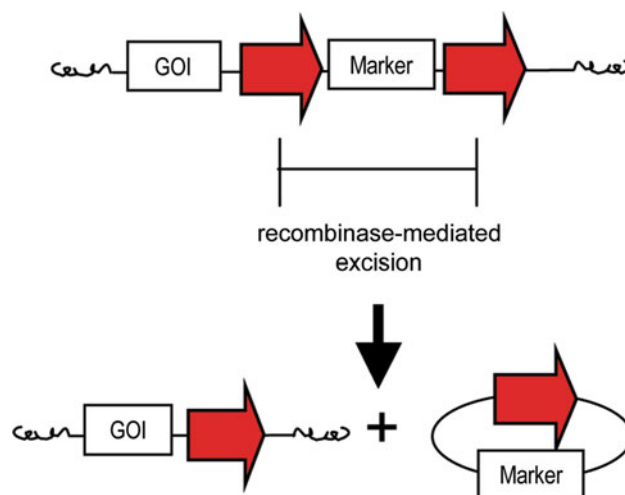 GOI
Marker
recombinase-mediated
excision
GOI
+
Marker